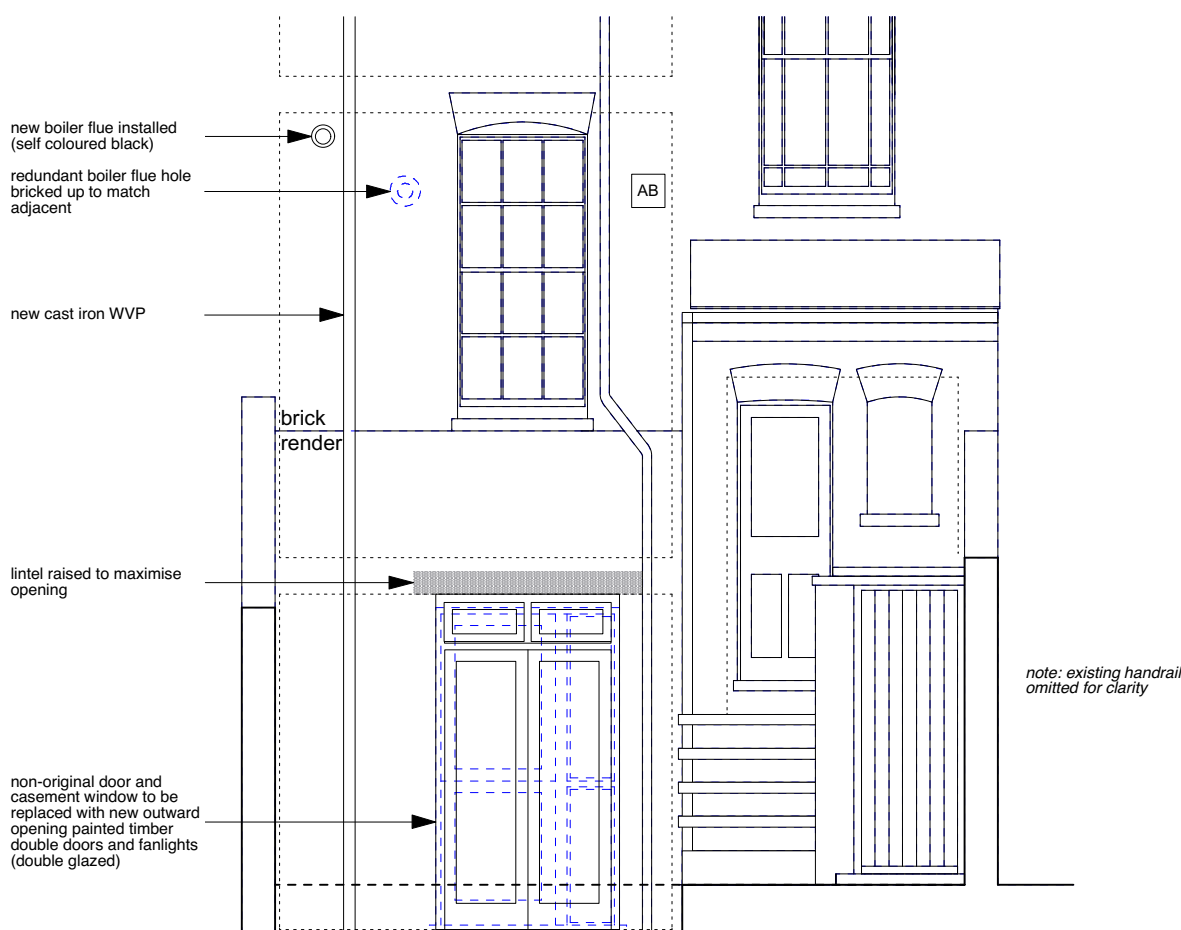 new boiler flue installed
(self coloured black)
redundant boiler flue hole
bricked up to match
adjacent
AB
new cast iron WVP
brick
render
lintel raised to maximise
opening
note: existing handrail
omitted for clarity
non-original door and
casement window to be
replaced with new outward
opening painted timber
double doors and fanlights
(double glazed)